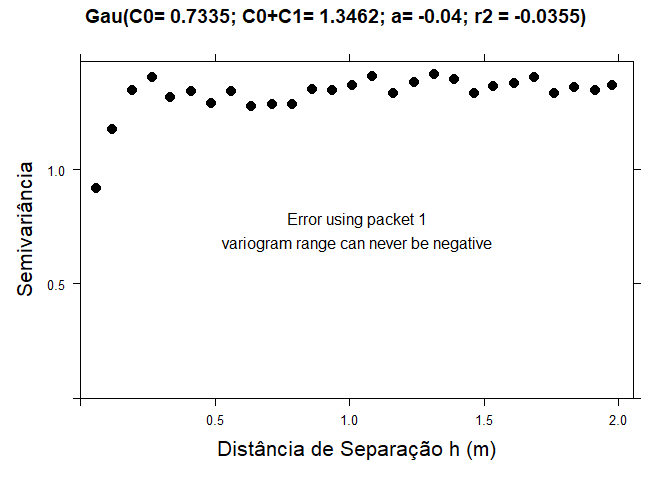 Gau(C0= 0.7335; C0+C1= 1.3462; a= -0.04; r2 = -0.0355)
Semivariância
1.0
0.5
Error using packet 1
variogram range can never be negative
0.5 1.0 1.5 2.0
Distância de Separação h (m)